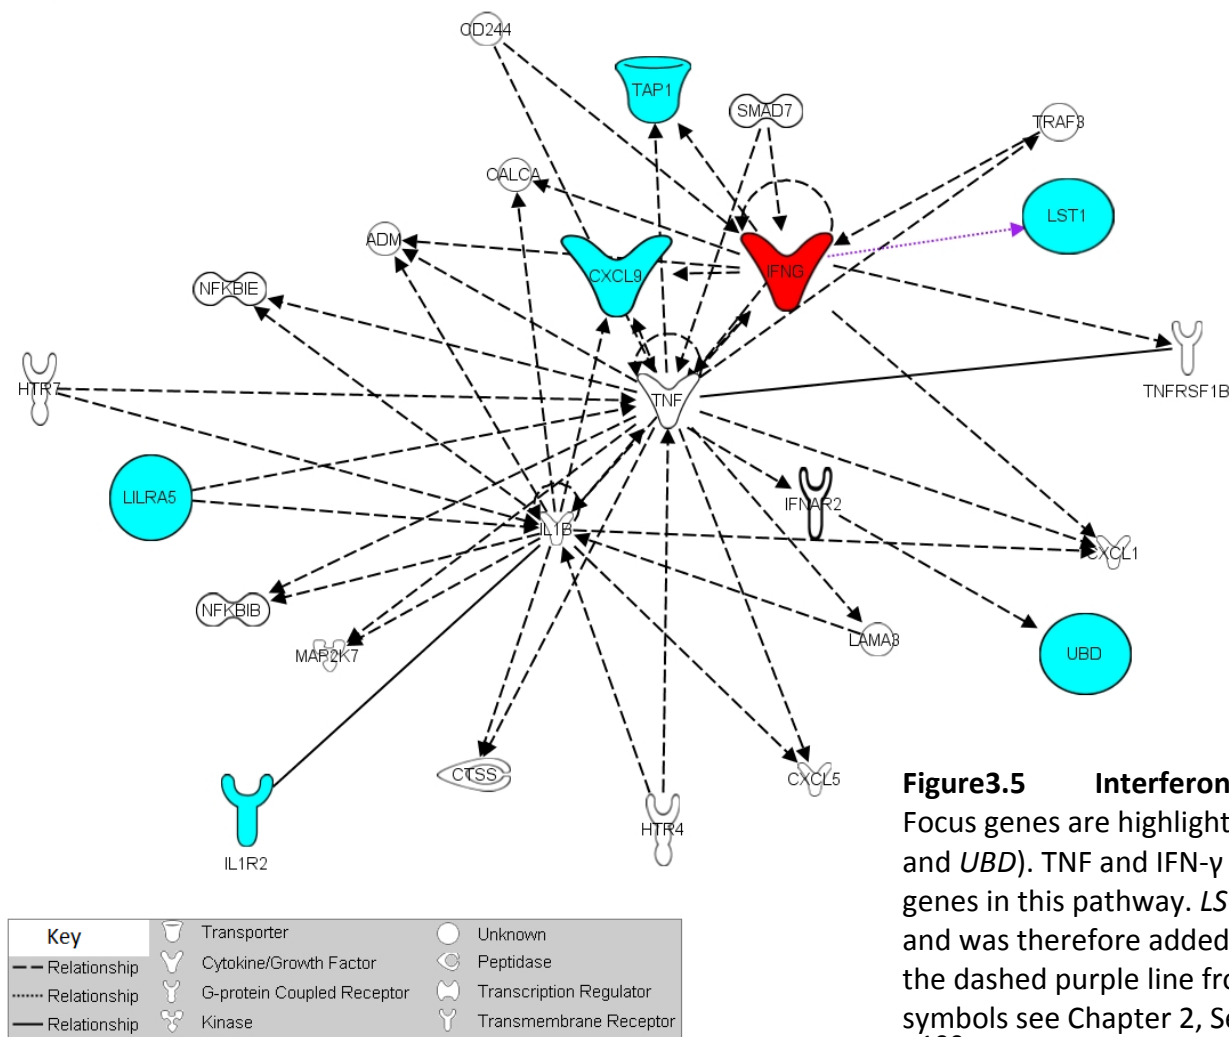 CD244
TAP1
SMAD7
TRAF3
CALCA
LST1
ADM
CXCL9
IFNG
NFKBIE
HTR7
TNF
TNFRSF1B
LILRA5
IFNAR2
IL1B
CXCL1
NFKBIB
MAP2K7
LAMA3
UBD
CTSS
CXCL5
HTR4
IL1R2
Figure3.5 Interferon
Focus genes are highlight
and UBD). TNF and IFN-γ
genes in this pathway. LS
and was therefore added
the dashed purple line fro
symbols see Chapter 2, Se
Key
Relationship
Relationship
Relationship
Transporter
Cytokine/Growth Factor
G-protein Coupled Receptor
Kinase
Unknown
Peptidase
Transcription Regulator
Transmembrane Receptor